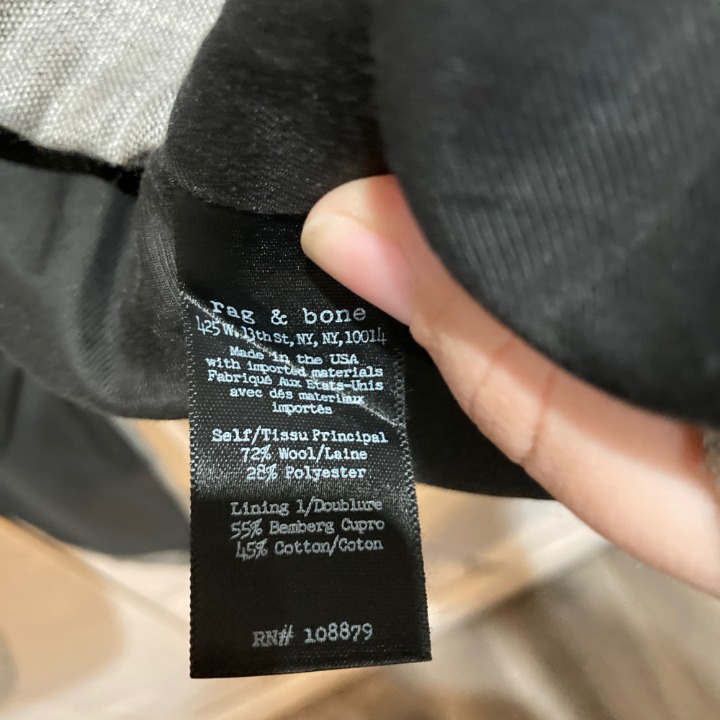 rag & bone
425 W. 13th St, NY, NY, 10014
Made in the USA
with imported materials
Fabriqué Aux États-Unis
avec dés materiaux
importés
Self/Tissu Principal
72% Wool/Laine
28% Polyester
Lining 1/Doublure
55% Bemberg Cupro
45% Cotton/Coton
RN# 108879